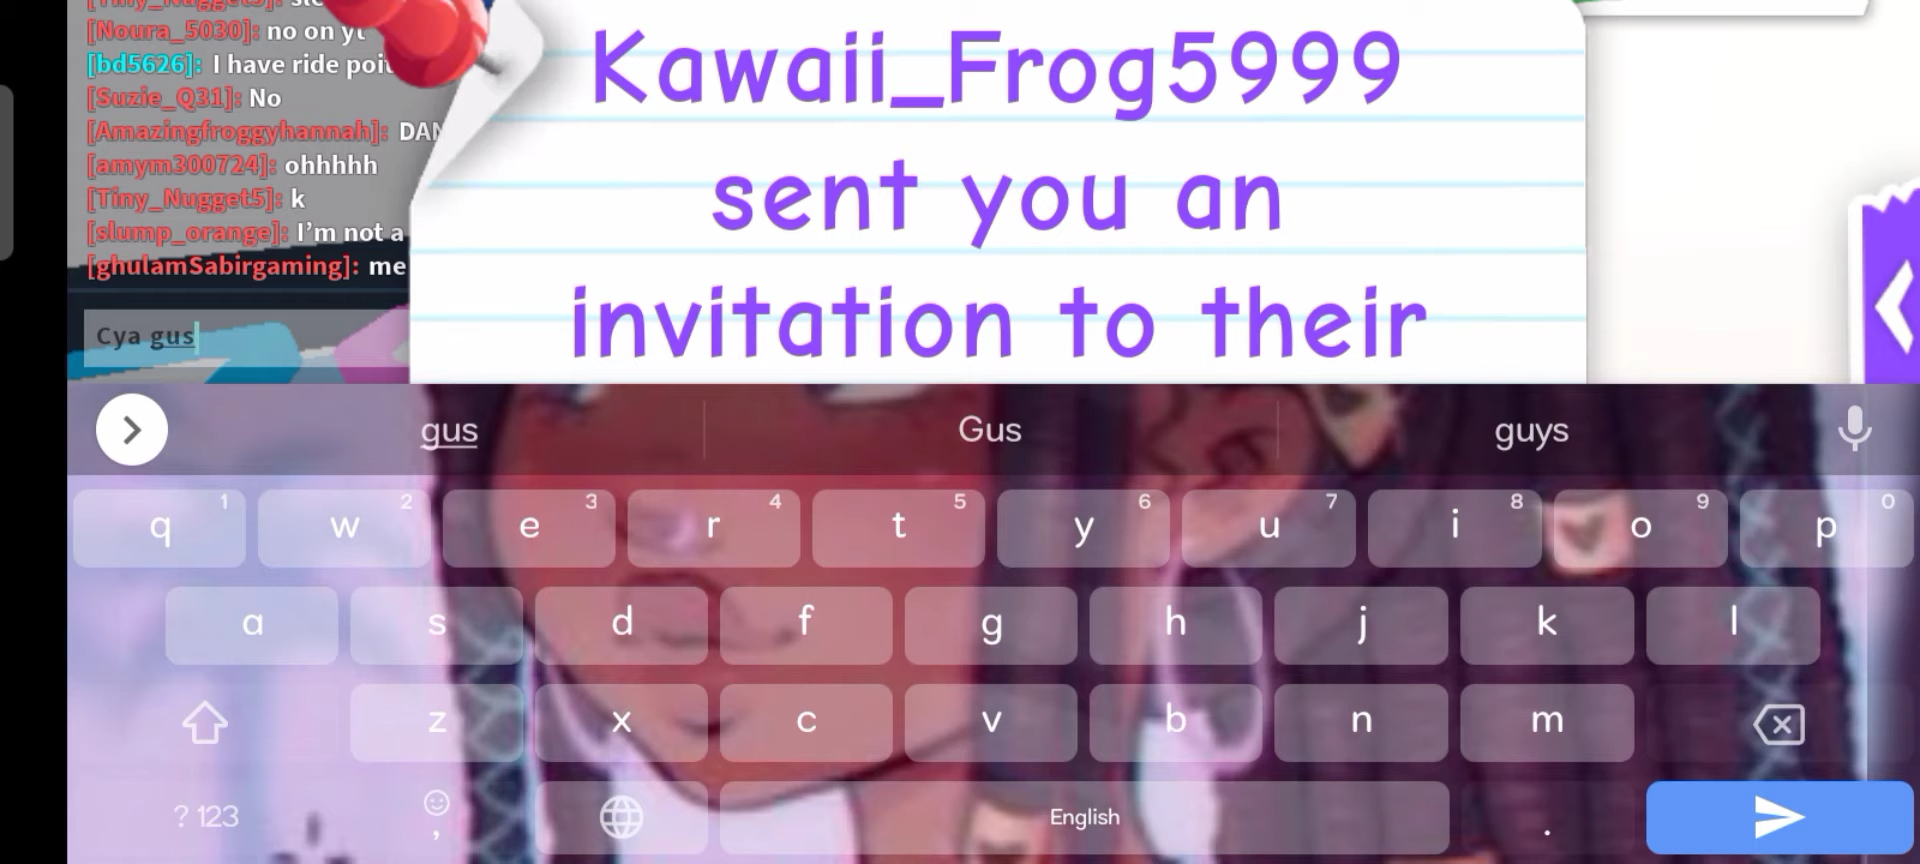 [Noura_5030]: no on yt
[bd5626]: I have ride poi
[Suzie_Q31]: No
[Amazingfroggyhannah]: DAN
[amym300724]: ohhhhh
[Tiny_Nugget5]: k
[slump_orange]: I'm not a
[ghulamSabirgaming]: me
Cya gus
Kawaii_Frog5999
sent you an
invitation to their
gus Gus guys
1 2 3 4 5 6 7 8 9 0
q w e r t y u i o p
a s d f g h j k l
z x c v b n m
?123 , English .